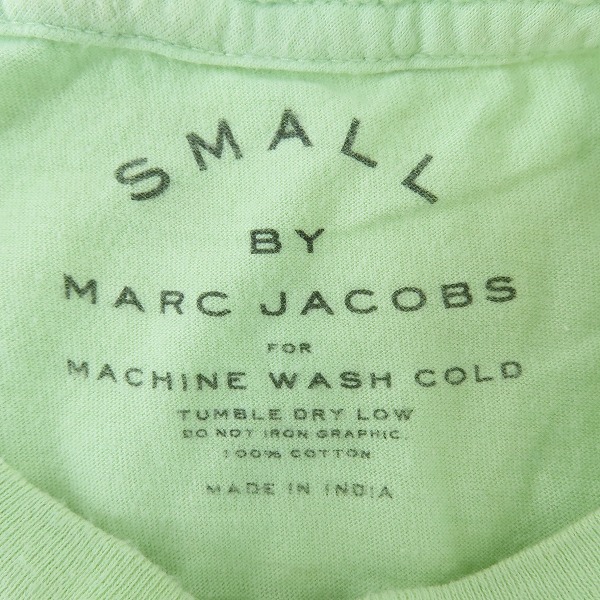 SMALL
BY
MARC JACOBS
FOR
MACHINE WASH COLD
TUMBLE DRY LOW
DO NOT IRON GRAPHIC.
100% COTTON
MADE IN INDIA